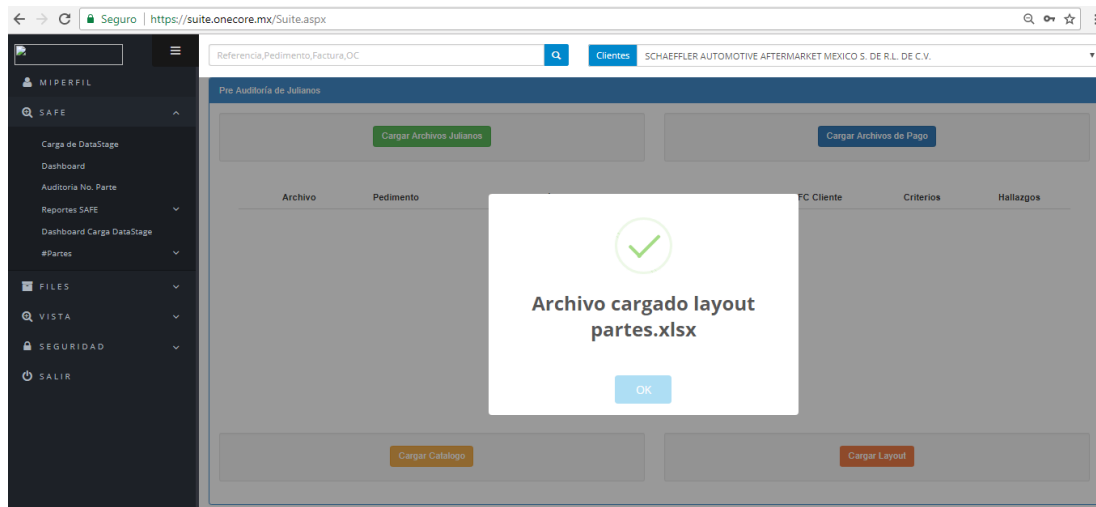 Seguro | https://suite.onecore.mx/Suite.aspx
Referencia,Pedimento,Factura,OC
Clientes
SCHAEFFLER AUTOMOTIVE AFTERMARKET MEXICO S. DE R.L. DE C.V.
MIPERFIL
SAFE
Carga de DataStage
Dashboard
Auditoria No. Parte
Reportes SAFE
Dashboard Carga DataStage
#Partes
FILES
VISTA
SEGURIDAD
SALIR
Pre Auditoría de Julianos
Cargar Archivos Julianos
Cargar Archivos de Pago
Archivo Pedimento Cliente Criterios Hallazgos
Archivo cargado layout
partes.xlsx
OK
Cargar Catalogo
Cargar Layout